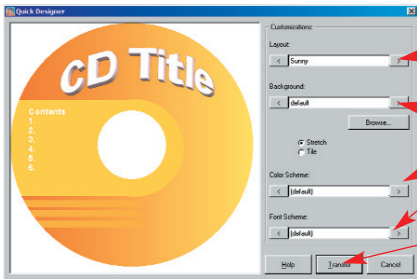 Quick Designer
CD Title
Contents
1.
2.
3.
4.
5.
6.
Customizations
Layout:
< Sunny >
Background:
< default >
Browse...
Stretch
Tile
Color Scheme:
< (default) >
Font Scheme:
< (default) >
Help
Cancel